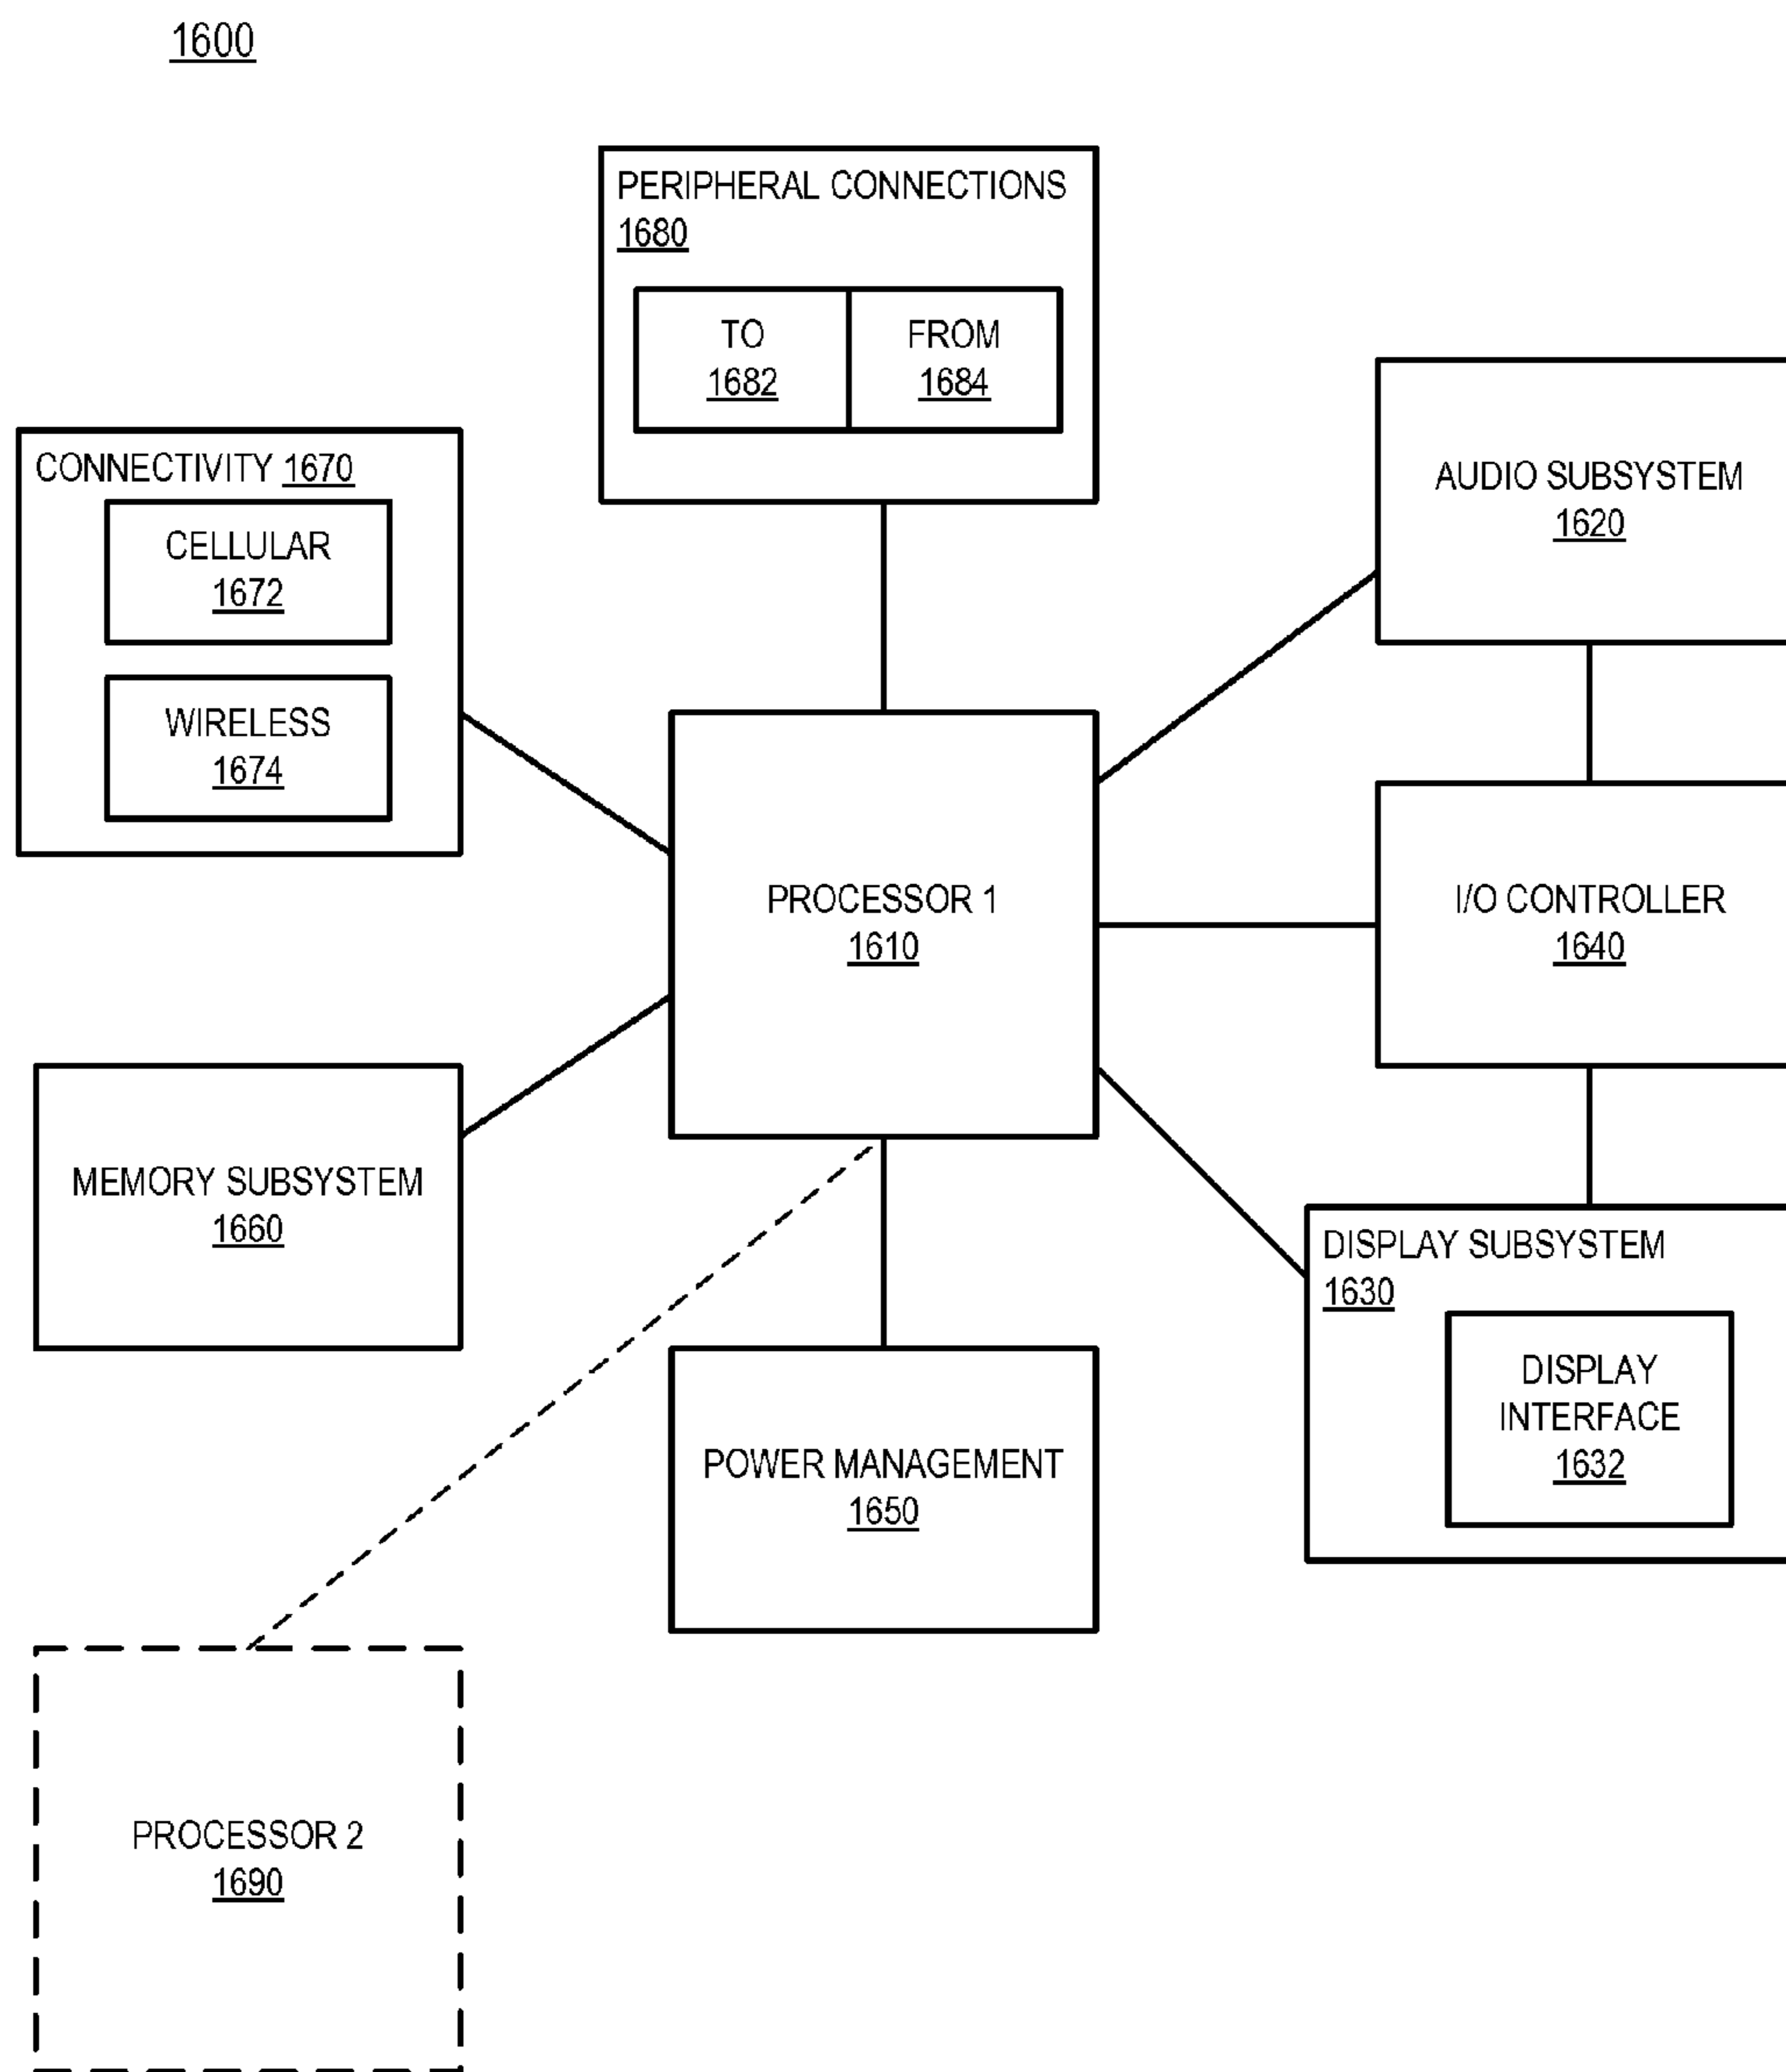 1600
PERIPHERAL CONNECTIONS
1680
TO
1682
FROM
1684
CONNECTIVITY 1670
CELLULAR
1672
WIRELESS
1674
AUDIO SUBSYSTEM
1620
PROCESSOR 1
1610
I/O CONTROLLER
1640
MEMORY SUBSYSTEM
1660
DISPLAY SUBSYSTEM
1630
DISPLAY
INTERFACE
1632
POWER MANAGEMENT
1650
PROCESSOR 2
1690